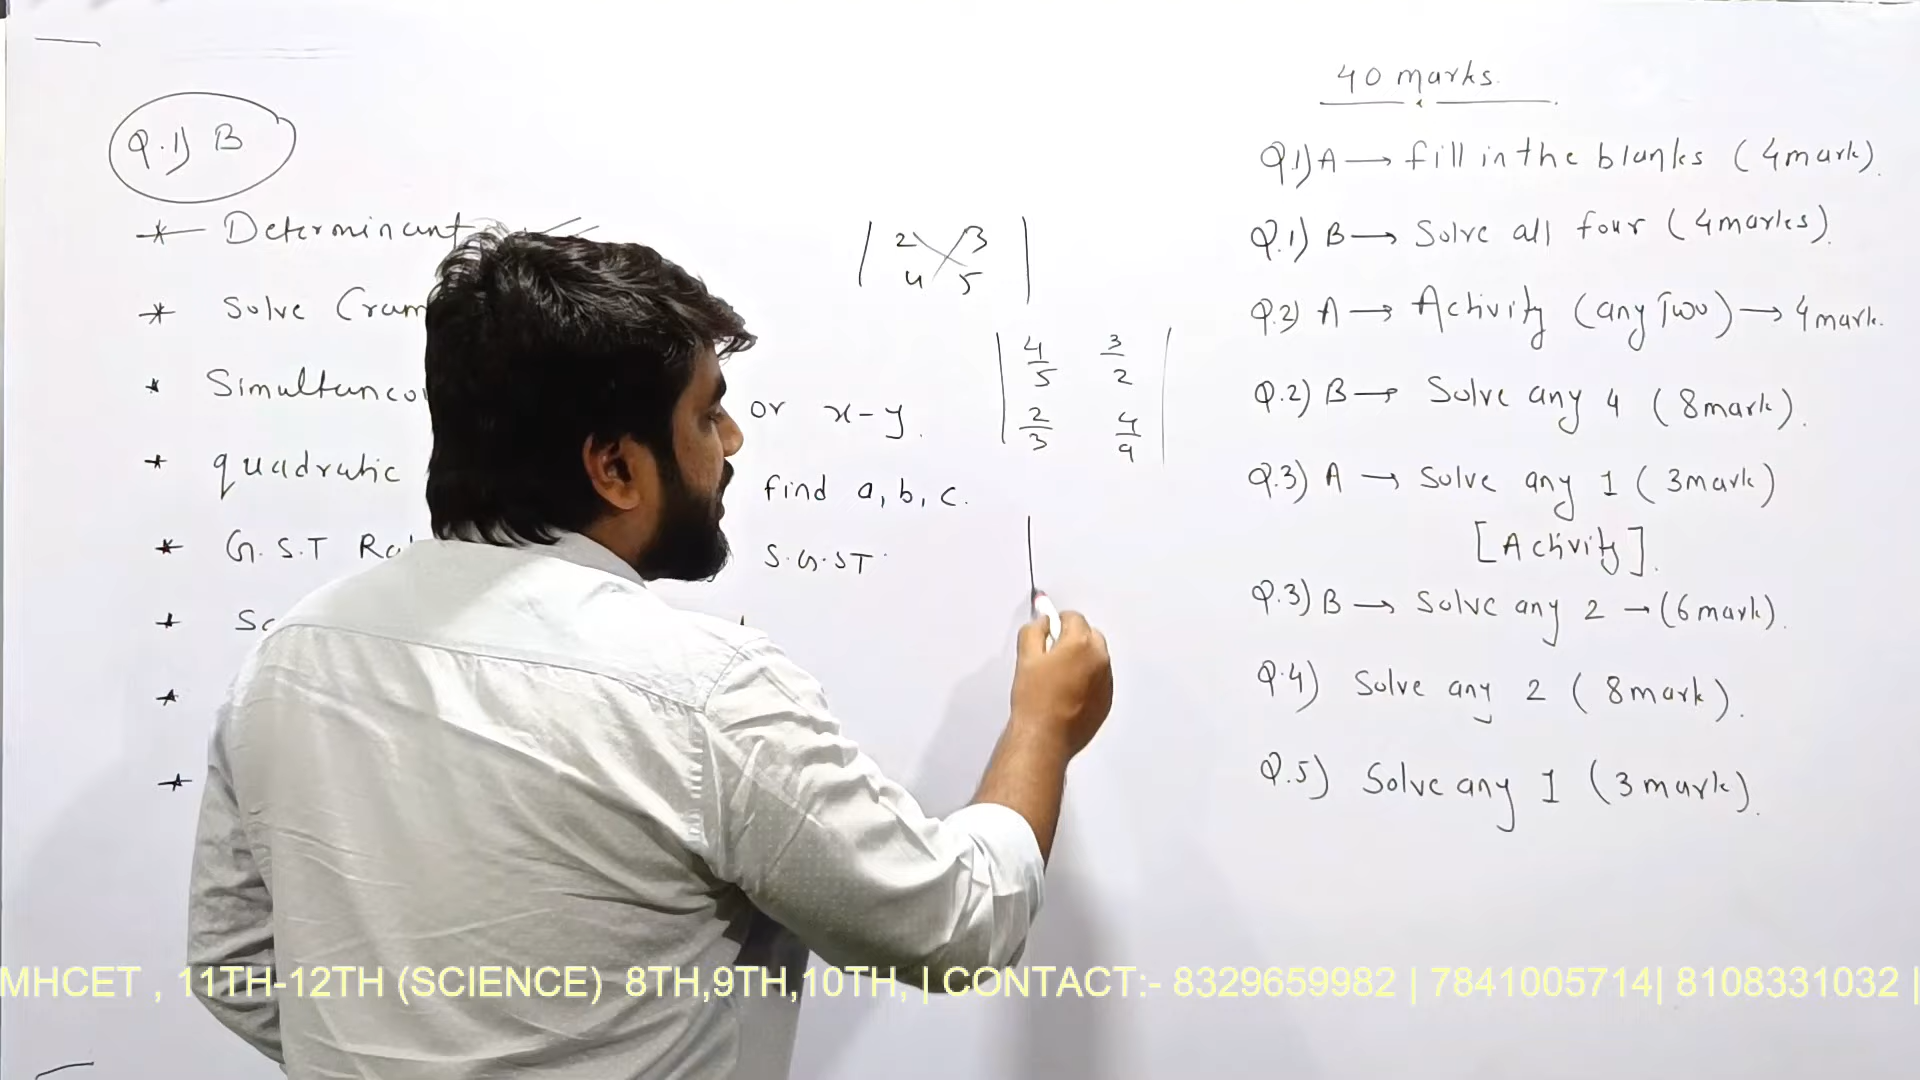 Q.1) B
* Determinant
* Solve Cram
* Simultaneou
or x-y.
* quadratic
find a, b, c.
* G.S.T Rat
S.G.ST
*
*
*
2 3
4 5
4/5 3/2
2/3 4/9
40 marks.
Q.1) A → fill in the blanks (4 mark).
Q.1) B → Solve all four (4 marks).
Q.2) A → Activity (any Two) → 4 mark.
Q.2) B → Solve any 4 (8 mark).
Q.3) A → Solve any 1 (3 mark)
[Activity].
Q.3) B → Solve any 2 → (6 mark).
Q.4) Solve any 2 (8 mark).
Q.5) Solve any 1 (3 mark).
MHCET , 11TH-12TH (SCIENCE) 8TH,9TH,10TH, | CONTACT:- 8329659982 | 7841005714| 8108331032 |